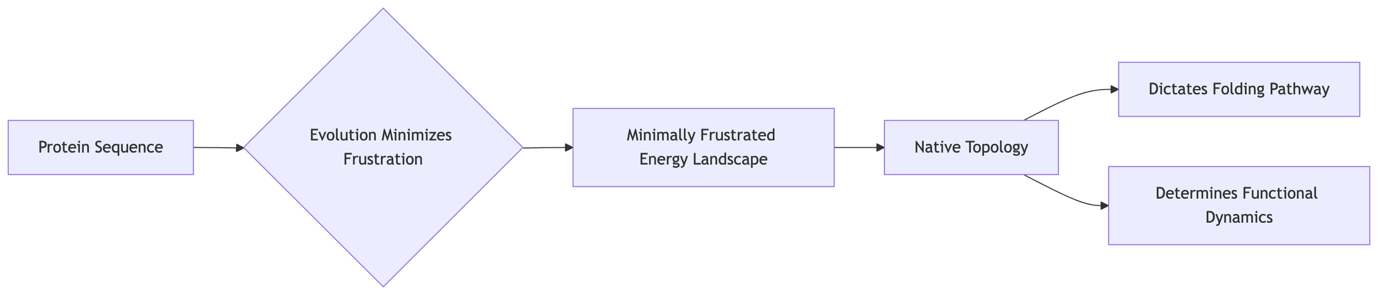 Protein Sequence
Evolution Minimizes
Frustration
Minimally Frustrated
Energy Landscape
Native Topology
Dictates Folding Pathway
Determines Functional
Dynamics